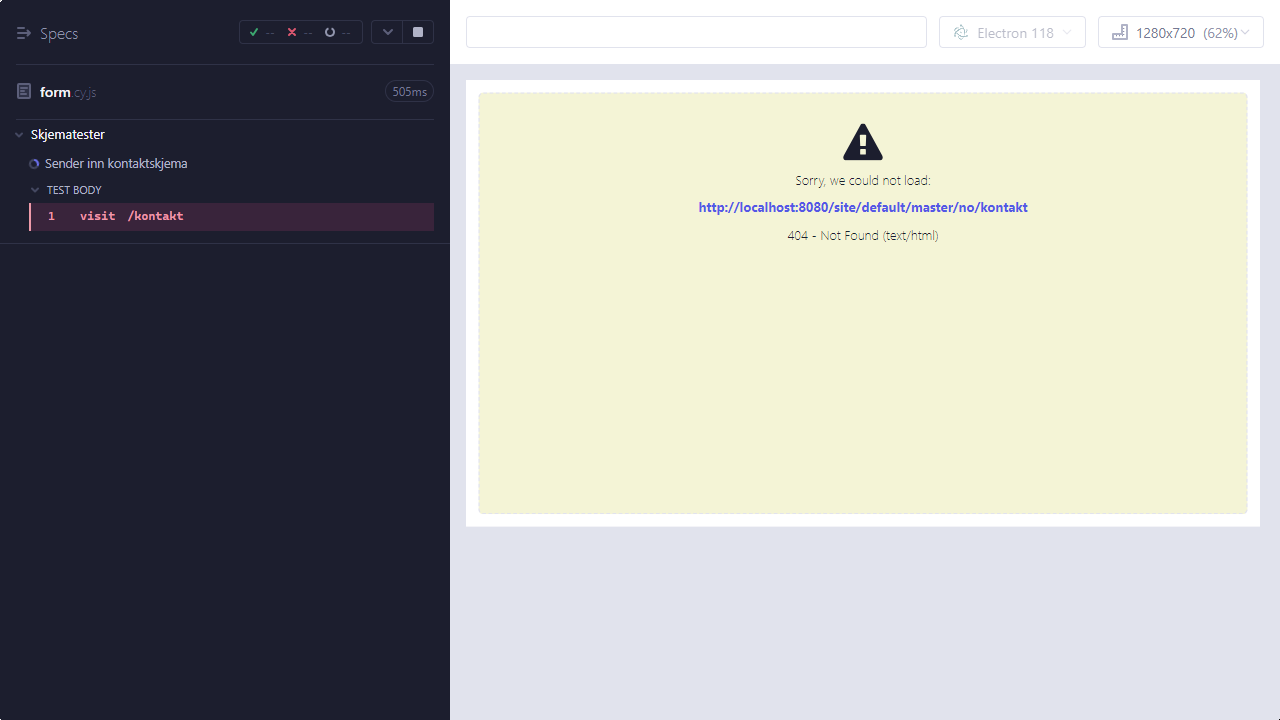 Specs
--
--
--
form.cy.js
505ms
Skjematester
Sender inn kontaktskjema
TEST BODY
1 visit /kontakt
Electron 118
1280x720 (62%)
Sorry, we could not load:
http://localhost:8080/site/default/master/no/kontakt
404 - Not Found (text/html)